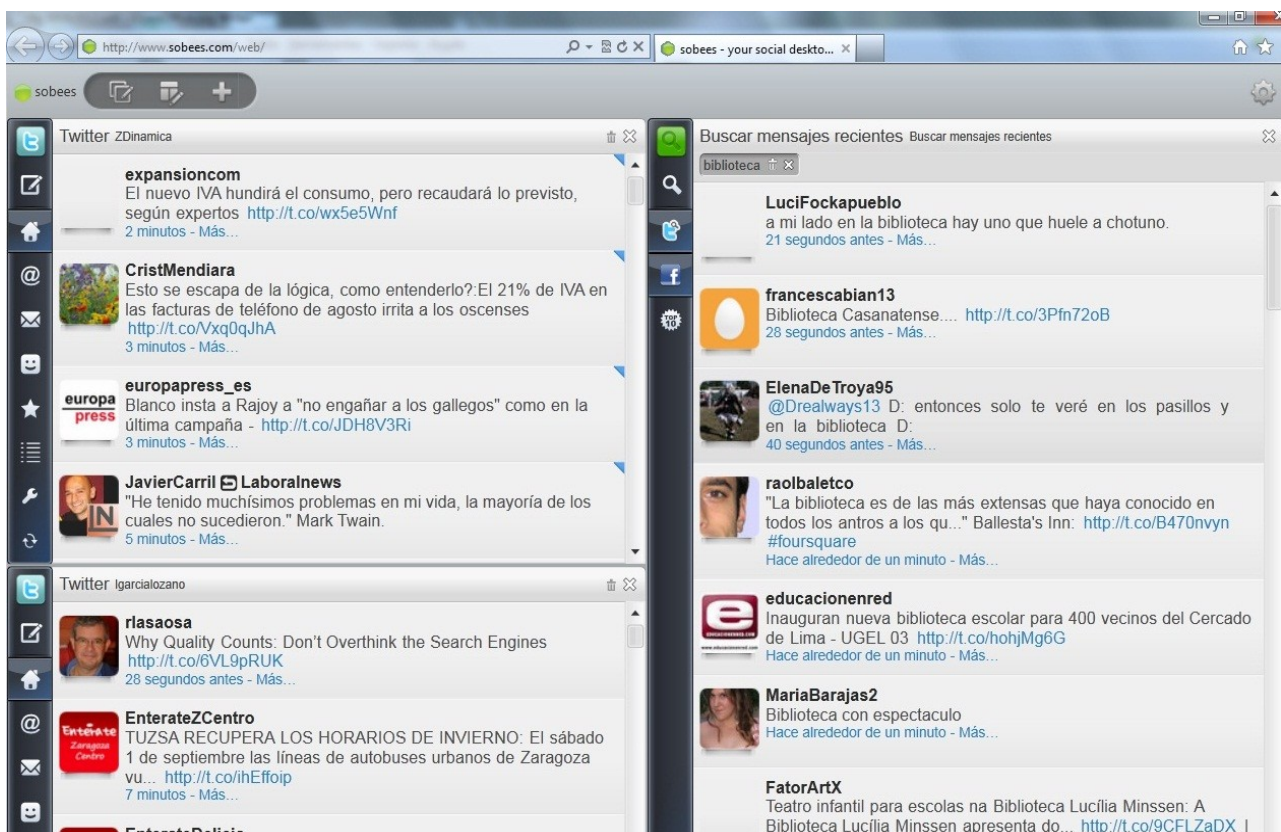 http://www.sobees.com/web/
sobees - your social deskto...
sobees
Twitter ZDinamica
expansioncom
El nuevo IVA hundirá el consumo, pero recaudará lo previsto,
según expertos http://t.co/wx5e5Wnf
2 minutos - Más...
CristMendiara
Esto se escapa de la lógica, como entenderlo?:El 21% de IVA en
las facturas de teléfono de agosto irrita a los oscenses
http://t.co/Vxq0qJhA
3 minutos - Más...
europa
press
europapress_es
Blanco insta a Rajoy a "no engañar a los gallegos" como en la
última campaña - http://t.co/JDH8V3Ri
3 minutos - Más...
JavierCarril Laboralnews
"He tenido muchísimos problemas en mi vida, la mayoría de los
cuales no sucedieron." Mark Twain.
5 minutos - Más...
Twitter lgarcialozano
rlasaosa
Why Quality Counts: Don't Overthink the Search Engines
http://t.co/6VL9pRUK
28 segundos antes - Más...
Entérate
Zaragoza
Centro
EnterateZCentro
TUZSA RECUPERA LOS HORARIOS DE INVIERNO: El sábado
1 de septiembre las líneas de autobuses urbanos de Zaragoza
vu... http://t.co/ihEffoip
7 minutos - Más...
Buscar mensajes recientes Buscar mensajes recientes
biblioteca
TOP
10
LuciFockapueblo
a mi lado en la biblioteca hay uno que huele a chotuno.
21 segundos antes - Más...
francescabian13
Biblioteca Casanatense.... http://t.co/3Pfn72oB
28 segundos antes - Más...
ElenaDeTroya95
@Drealways13 D: entonces solo te veré en los pasillos y
en la biblioteca D:
40 segundos antes - Más...
raolbaletco
"La biblioteca es de las más extensas que haya conocido en
todos los antros a los qu..." Ballesta's Inn: http://t.co/B470nvyn
#foursquare
Hace alrededor de un minuto - Más...
educacionenred
Inauguran nueva biblioteca escolar para 400 vecinos del Cercado
de Lima - UGEL 03 http://t.co/hohjMg6G
Hace alrededor de un minuto - Más...
MariaBarajas2
Biblioteca con espectaculo
Hace alrededor de un minuto - Más...
FatorArtX
Teatro infantil para escolas na Biblioteca Lucília Minssen: A
Biblioteca Lucília Minssen apresenta do... http://t.co/9CFLZaDX |